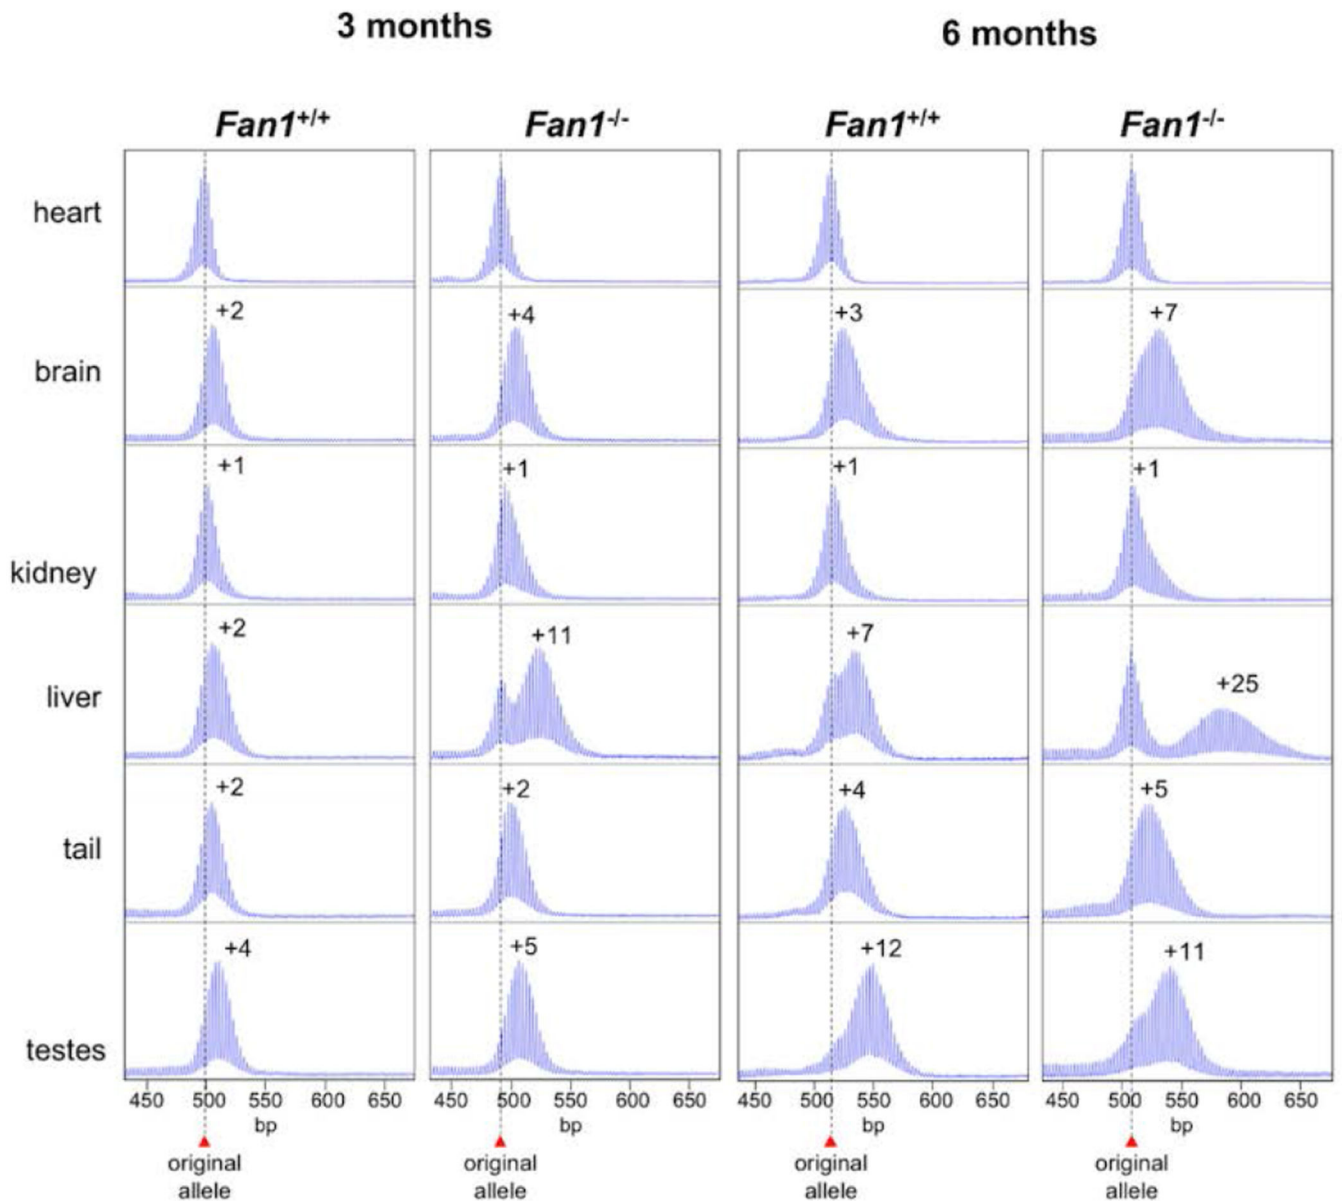 3 months 6 months
Fan1+/+ Fan1-/- Fan1+/+ Fan1-/-
heart
brain +2 +4 +3 +7
kidney +1 +1 +1 +1
liver +2 +11 +7 +25
tail +2 +2 +4 +5
testes +4 +5 +12 +11
450 500 550 600 650 450 500 550 600 650 450 500 550 600 650 450 500 550 600 650
bp bp bp bp
original original original original
allele allele allele allele